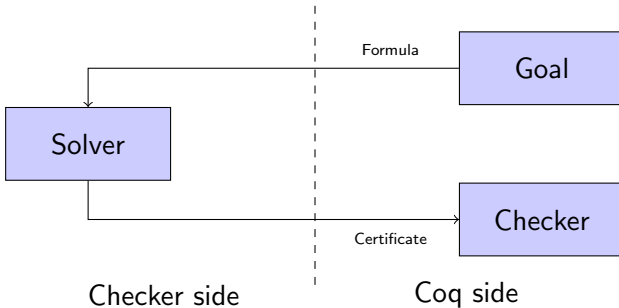 Formula
Goal
Solver
Checker
Certificate
Checker side
Coq side